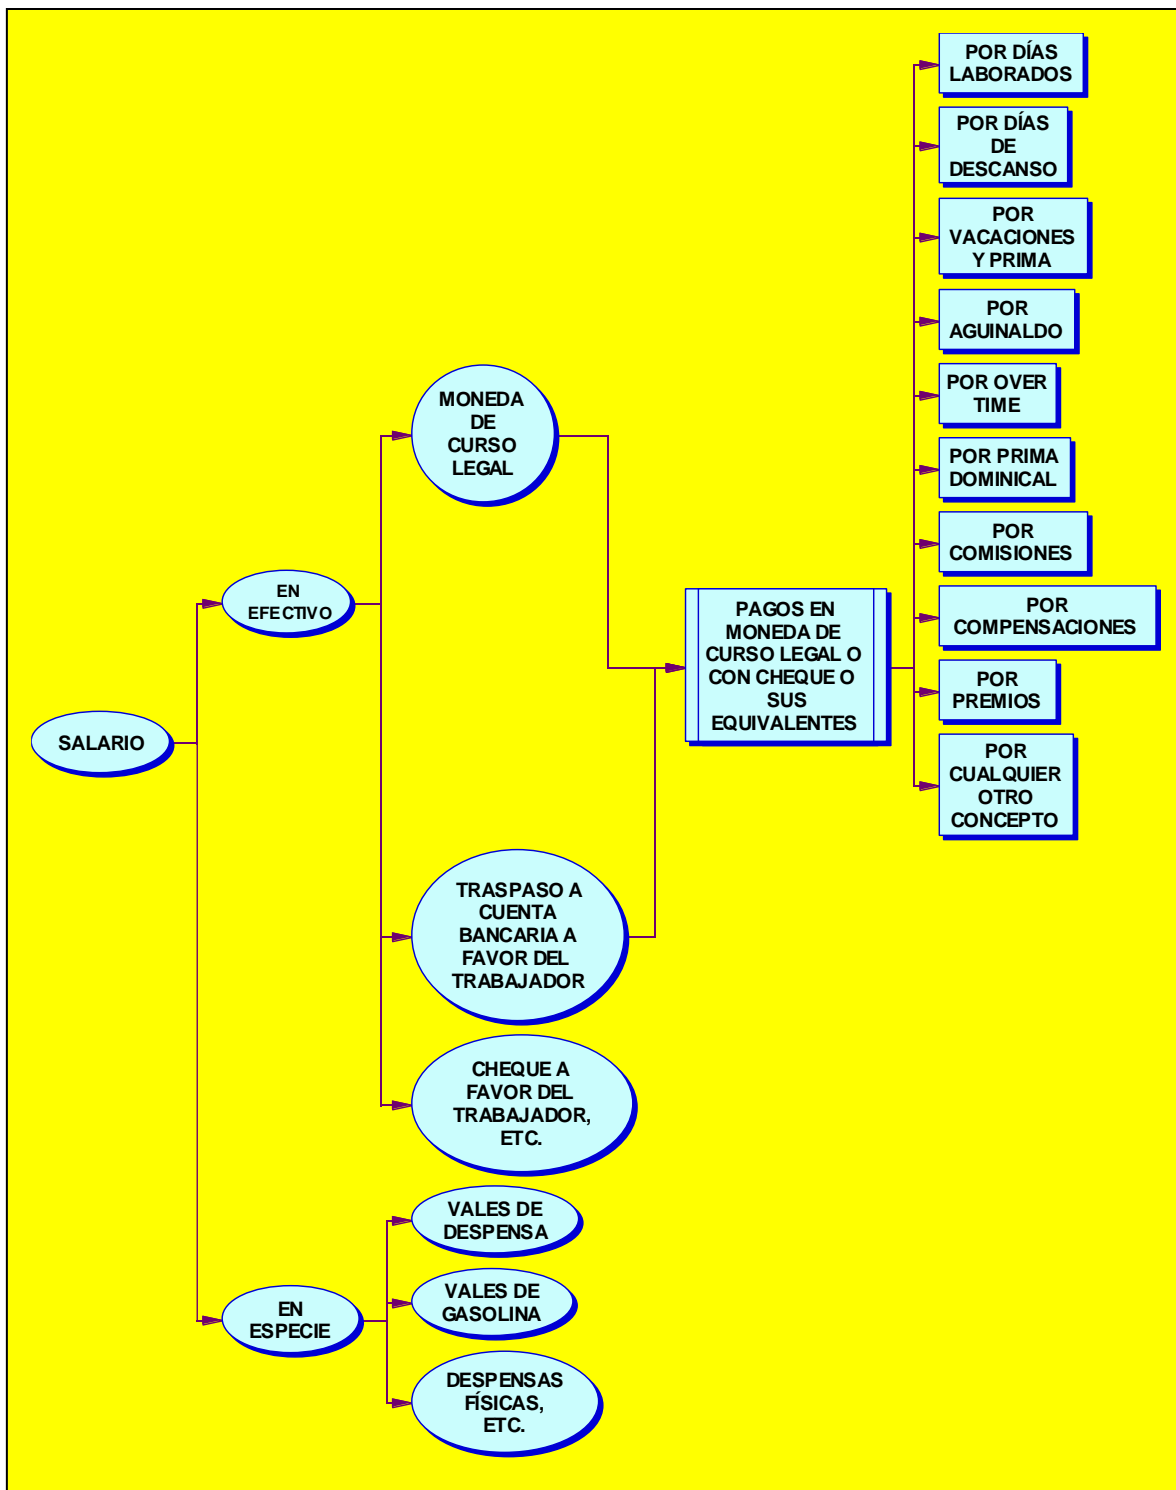 SALARIO
EN
EFECTIVO
EN
ESPECIE
MONEDA
DE
CURSO
LEGAL
TRASPASO A
CUENTA
BANCARIA A
FAVOR DEL
TRABAJADOR
CHEQUE A
FAVOR DEL
TRABAJADOR,
ETC.
VALES DE
DESPENSA
VALES DE
GASOLINA
DESPENSAS
FÍSICAS,
ETC.
PAGOS EN
MONEDA DE
CURSO LEGAL O
CON CHEQUE O
SUS
EQUIVALENTES
POR DÍAS
LABORADOS
POR DÍAS
DE
DESCANSO
POR
VACACIONES
Y PRIMA
POR
AGUINALDO
POR OVER
TIME
POR PRIMA
DOMINICAL
POR
COMISIONES
POR
COMPENSACIONES
POR
PREMIOS
POR
CUALQUIER
OTRO
CONCEPTO